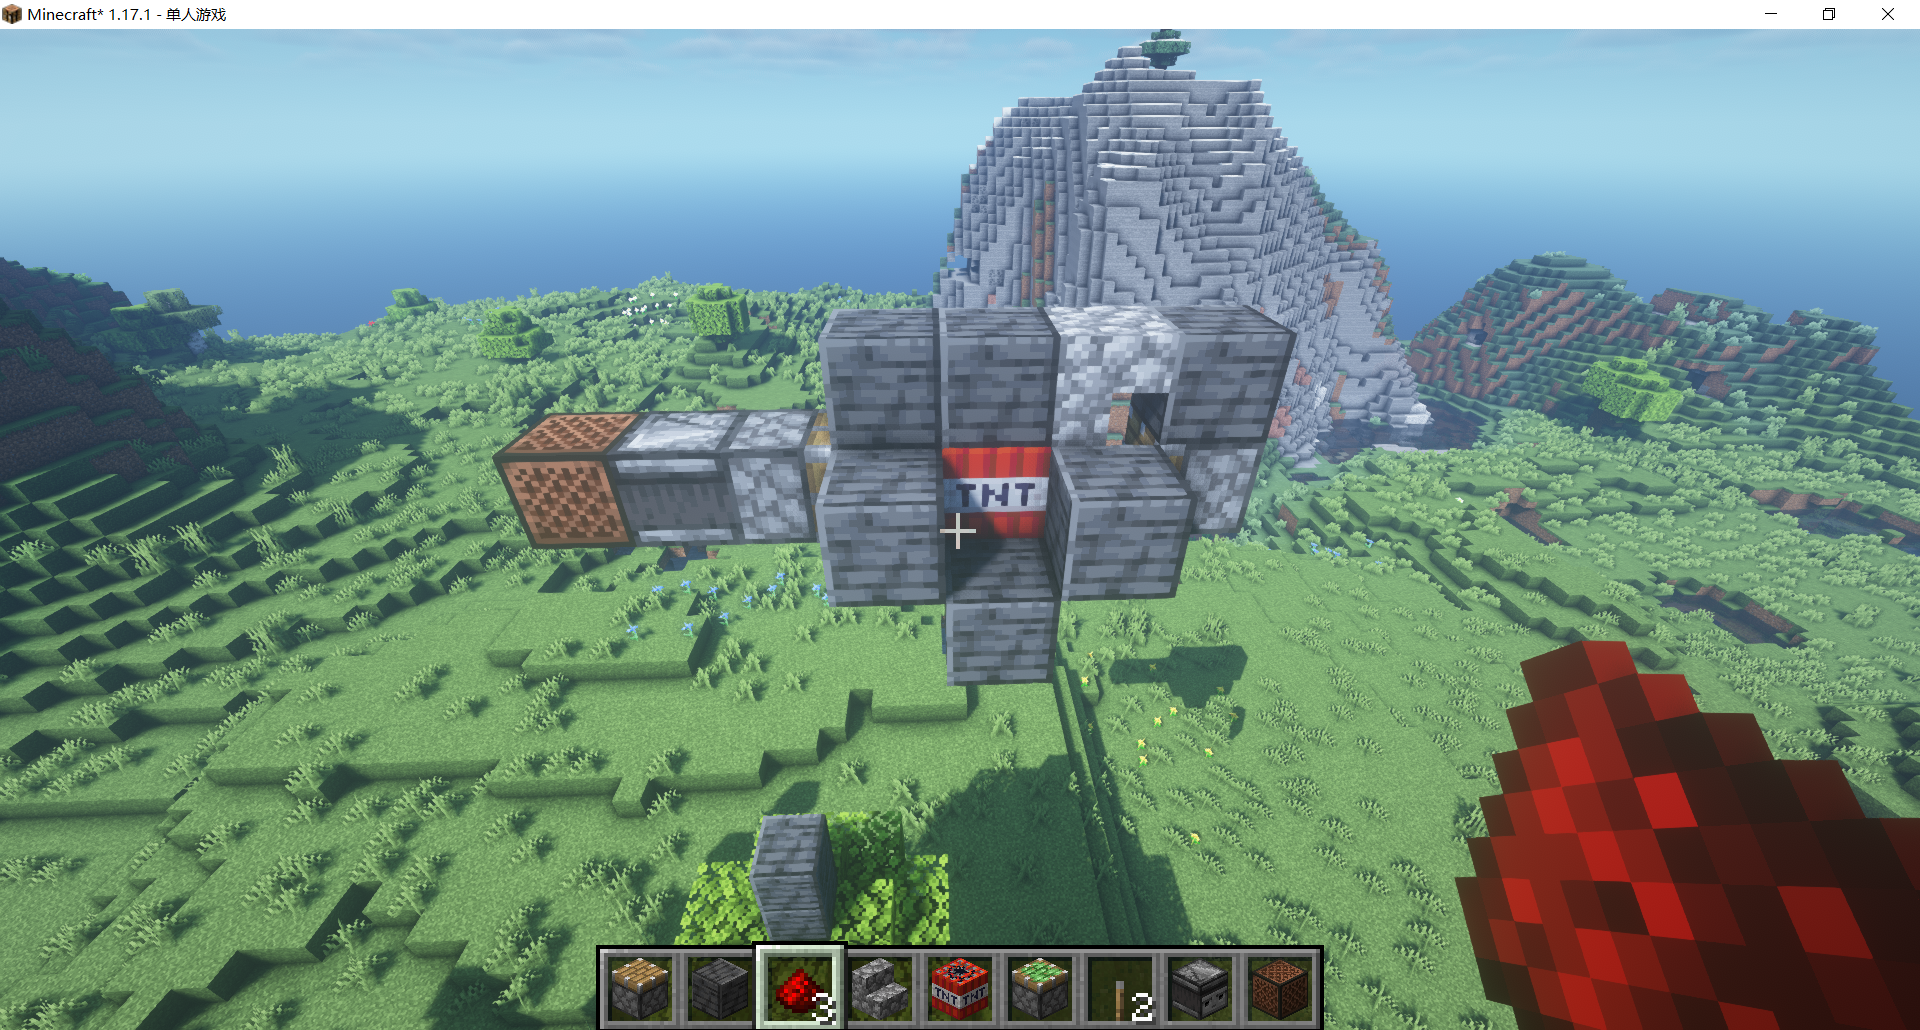 Minecraft* 1.17.1 - 单人游戏
TNT
3
TNT TNT
2